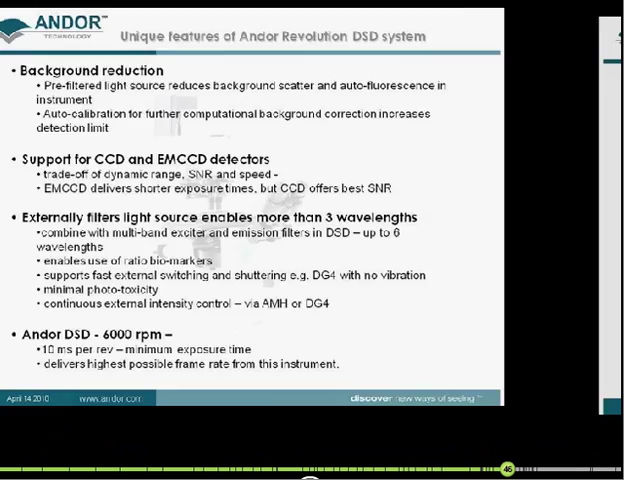 ANDOR™
TECHNOLOGY
Unique features of Andor Revolution DSD system
• Background reduction
• Pre-filtered light source reduces background scatter and auto-fluorescence in
instrument
• Auto-calibration for further computational background correction increases
detection limit
• Support for CCD and EMCCD detectors
• trade-off of dynamic range, SNR and speed -
• EMCCD delivers shorter exposure times, but CCD offers best SNR
• Externally filters light source enables more than 3 wavelengths
•combine with multi-band exciter and emission filters in DSD – up to 6
wavelengths
• enables use of ratio bio-markers
• supports fast external switching and shuttering e.g. DG4 with no vibration
• minimal photo-toxicity
• continuous external intensity control – via AMH or DG4
• Andor DSD - 6000 rpm –
•10 ms per rev – minimum exposure time
• delivers highest possible frame rate from this instrument.
April 14 2010 www.andor.com discover new ways of seeing™
46